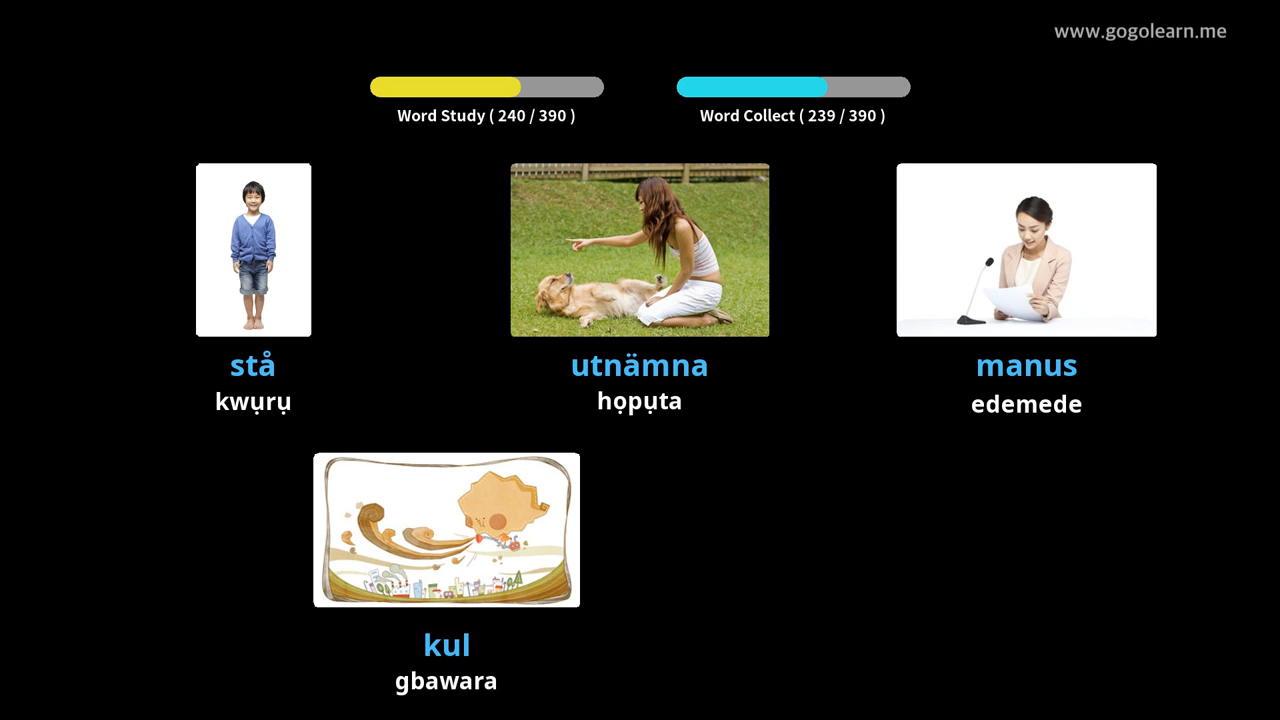 www.gogolearn.me
Word Study ( 240 / 390 )
Word Collect ( 239 / 390 )
stå
kwụrụ
utnämna
họpụta
manus
edemede
kul
gbawara